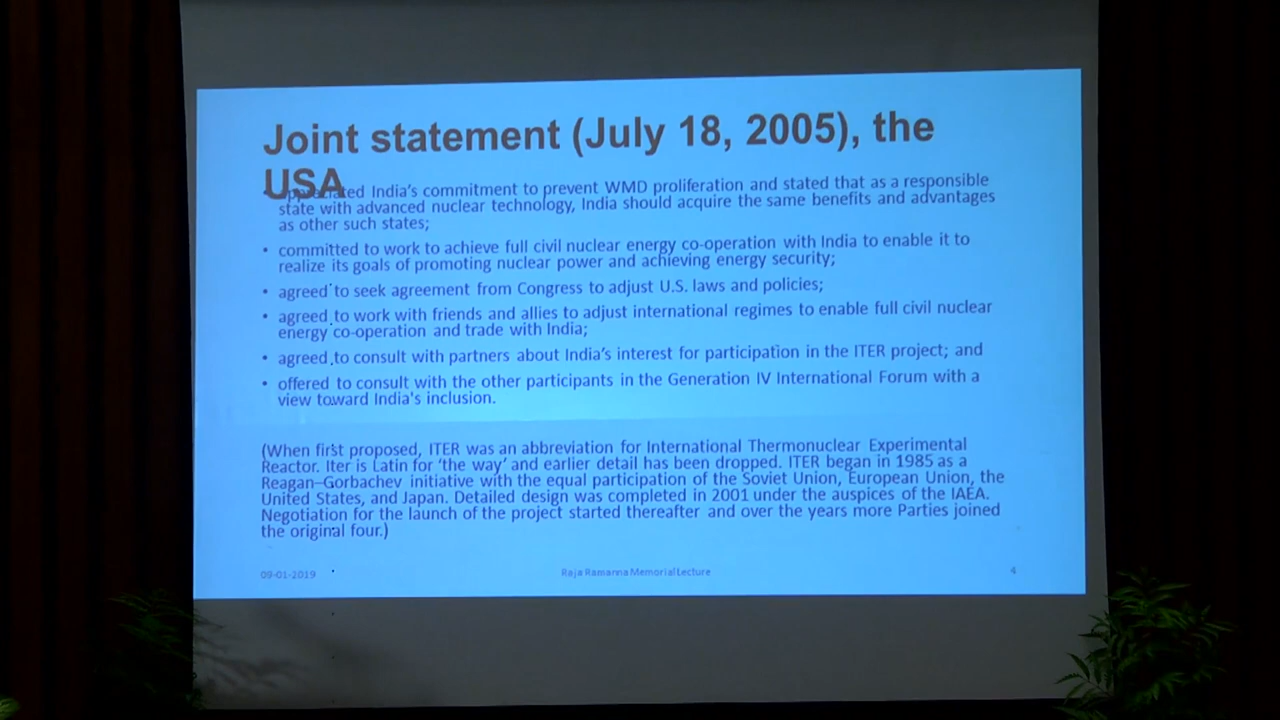 Joint statement (July 18, 2005), the
USA
• appreciated India's commitment to prevent WMD proliferation and stated that as a responsible
state with advanced nuclear technology, India should acquire the same benefits and advantages
as other such states;
• committed to work to achieve full civil nuclear energy co-operation with India to enable it to
realize its goals of promoting nuclear power and achieving energy security;
• agreed to seek agreement from Congress to adjust U.S. laws and policies;
• agreed to work with friends and allies to adjust international regimes to enable full civil nuclear
energy co-operation and trade with India;
• agreed to consult with partners about India's interest for participation in the ITER project; and
• offered to consult with the other participants in the Generation IV International Forum with a
view toward India's inclusion.
(When first proposed, ITER was an abbreviation for International Thermonuclear Experimental
Reactor. Iter is Latin for 'the way' and earlier detail has been dropped. ITER began in 1985 as a
Reagan–Gorbachev initiative with the equal participation of the Soviet Union, European Union, the
United States, and Japan. Detailed design was completed in 2001 under the auspices of the IAEA.
Negotiation for the launch of the project started thereafter and over the years more Parties joined
the original four.)
09-01-2019
Raja Ramanna Memorial Lecture
4